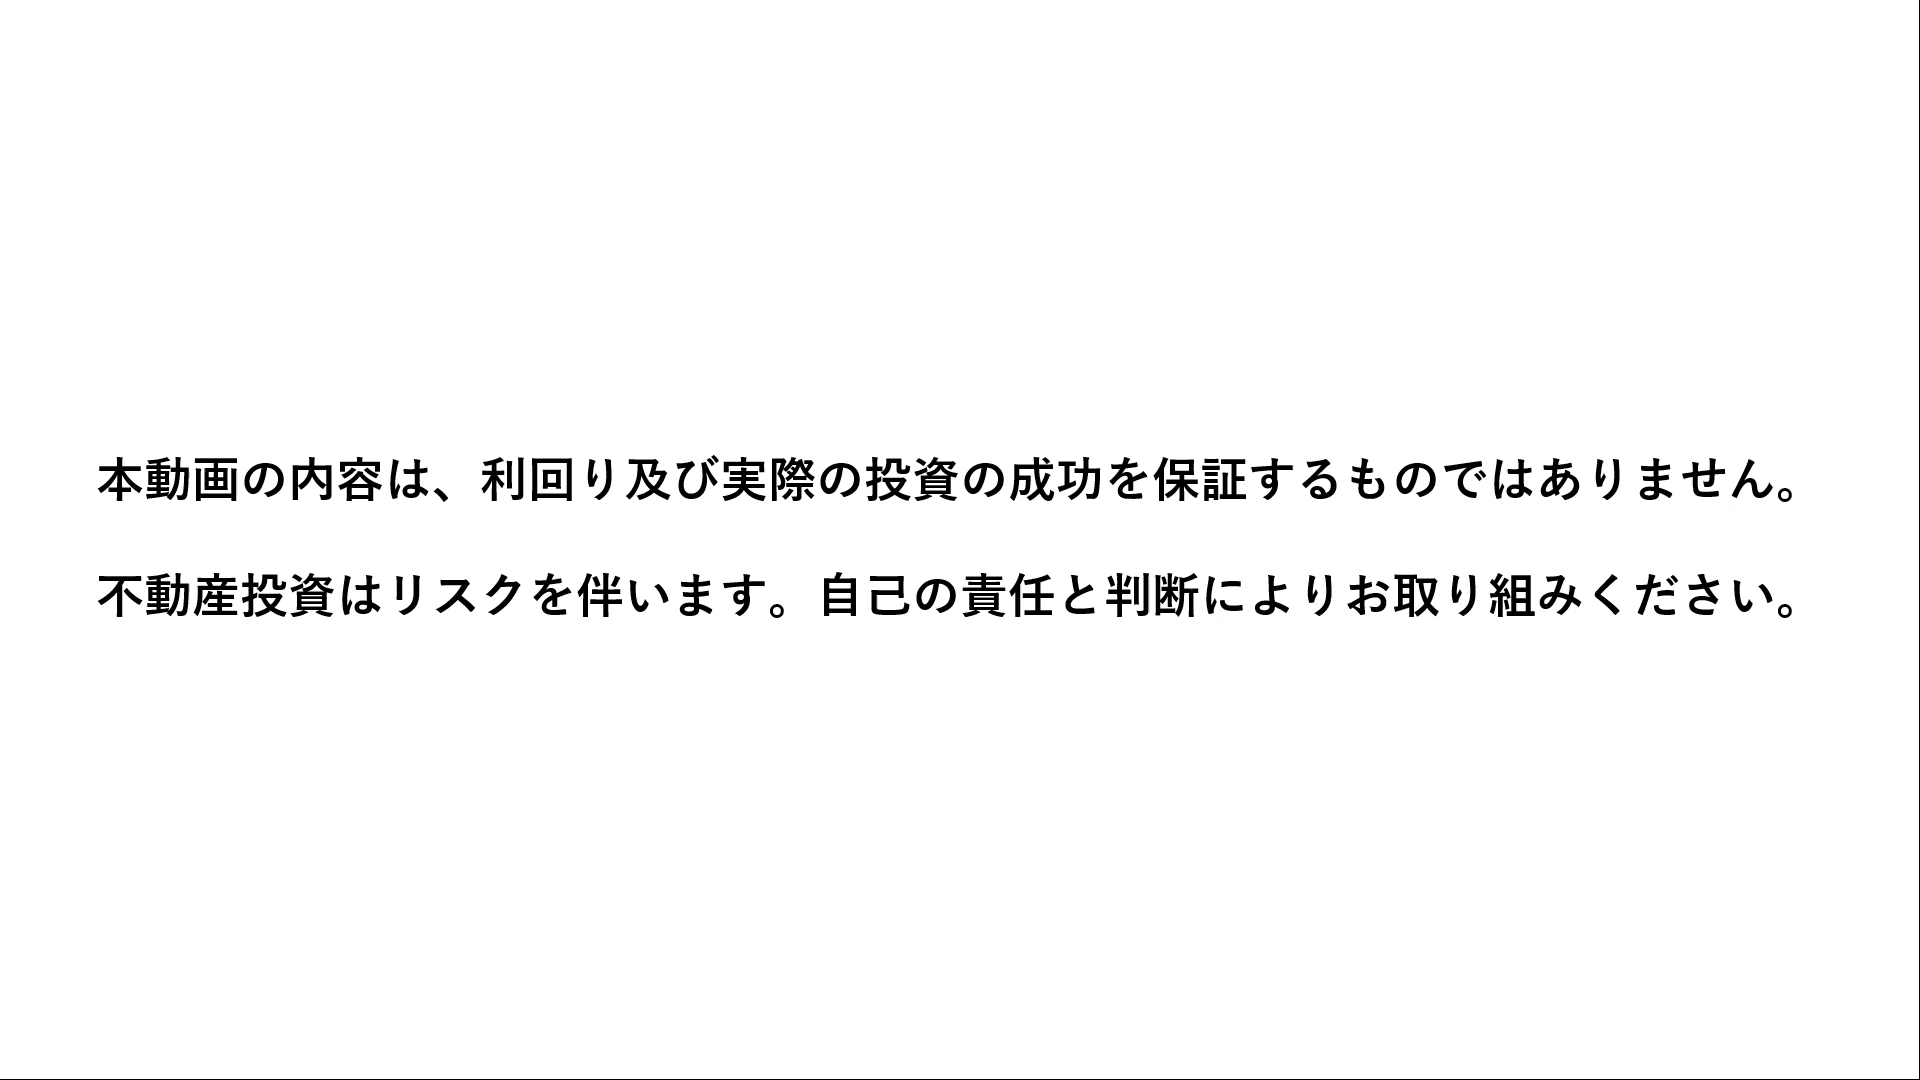 本動画の内容は、利回り及び実際の投資の成功を保証するものではありません。
不動産投資はリスクを伴います。自己の責任と判断によりお取り組みください。